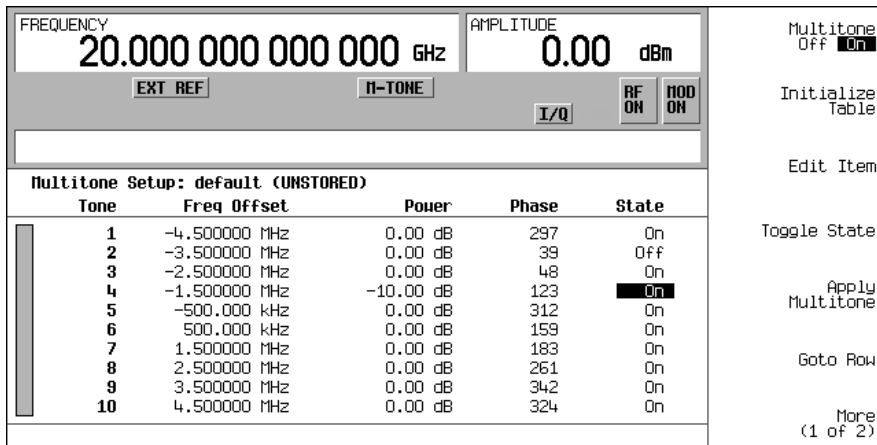 FREQUENCY
20.000 000 000 000 GHz
AMPLITUDE
0.00 dBm
EXT REF
M-TONE
I/Q
RF ON
MOD ON
Multitone Setup: default (UNSTORED)
Tone Freq Offset Power Phase State
1 -4.500000 MHz 0.00 dB 297 On
2 -3.500000 MHz 0.00 dB 39 Off
3 -2.500000 MHz 0.00 dB 48 On
4 -1.500000 MHz -10.00 dB 123 On
5 -500.000 kHz 0.00 dB 312 On
6 500.000 kHz 0.00 dB 159 On
7 1.500000 MHz 0.00 dB 183 On
8 2.500000 MHz 0.00 dB 261 On
9 3.500000 MHz 0.00 dB 342 On
10 4.500000 MHz 0.00 dB 324 On
Multitone
Off On
Initialize
Table
Edit Item
Toggle State
Apply
Multitone
Goto Row
More
(1 of 2)